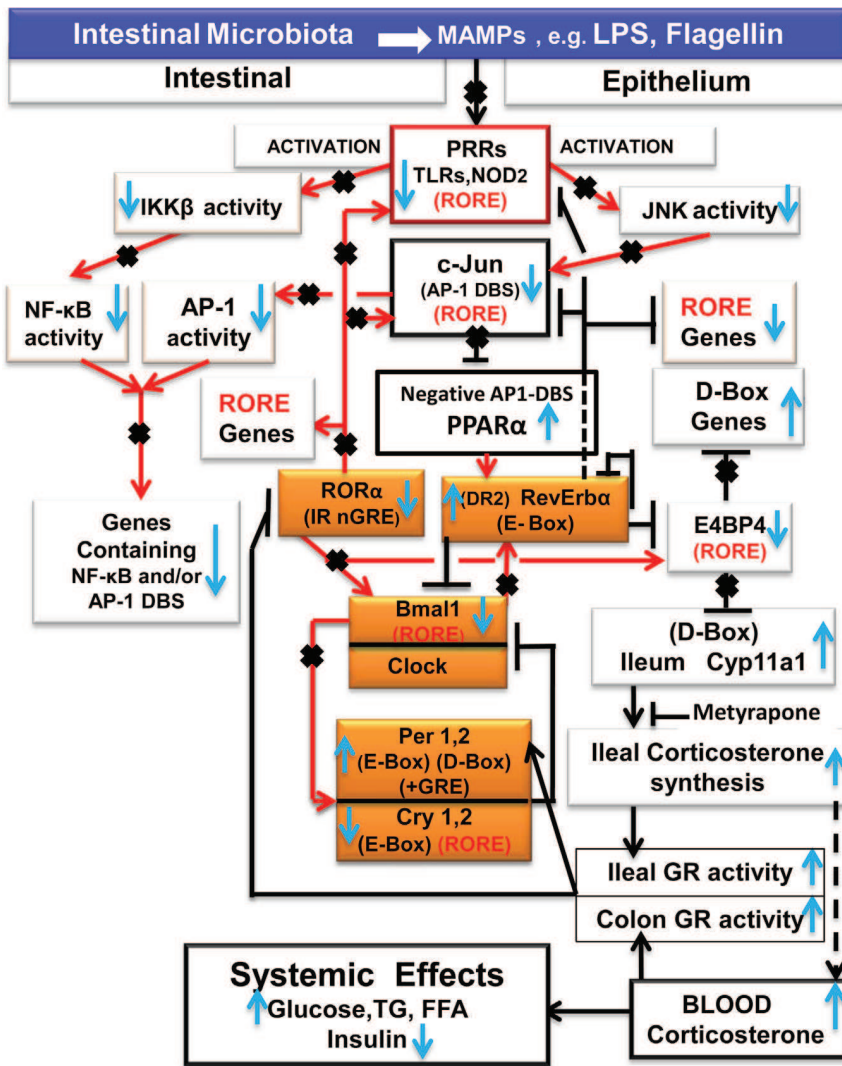 Intestinal Microbiota MAMPs , e.g. LPS, Flagellin
Intestinal Epithelium
ACTIVATION
PRRs
TLRs,NOD2
(RORE)
ACTIVATION
IKKβ activity
JNK activity
c-Jun
(AP-1 DBS)
(RORE)
NF-κB
activity
AP-1
activity
RORE
Genes
Negative AP1-DBS
PPARα
D-Box
Genes
RORE
Genes
RORα
(IR nGRE)
(DR2) RevErbα
(E- Box)
E4BP4
(RORE)
Genes
Containing
NF-κB and/or
AP-1 DBS
Bmal1
(RORE)
Clock
(D-Box)
Ileum Cyp11a1
Metyrapone
Per 1,2
(E-Box) (D-Box)
(+GRE)
Cry 1,2
(E-Box) (RORE)
Ileal Corticosterone
synthesis
Ileal GR activity
Colon GR activity
Systemic Effects
Glucose,TG, FFA
Insulin
BLOOD
Corticosterone